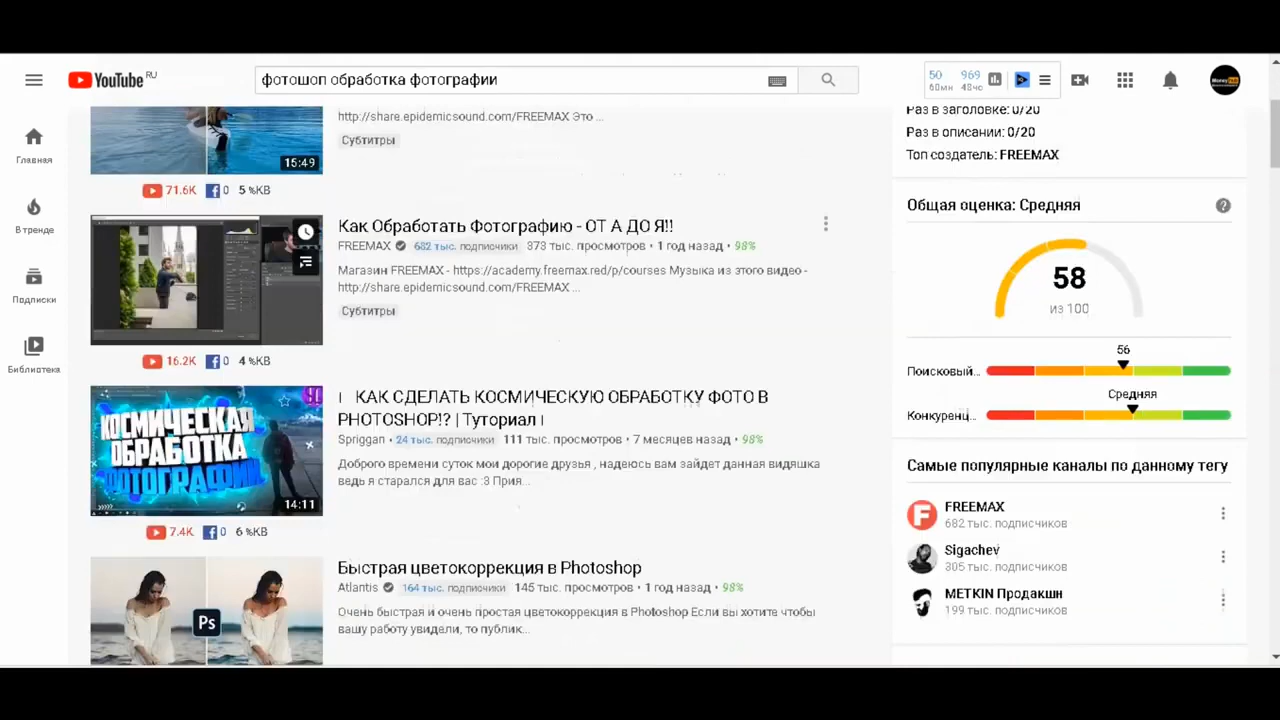 YouTube RU
фотошоп обработка фотографии
50 60мн
969 48чс
Главная
В тренде
Подписки
Библиотека
http://share.epidemicsound.com/FREEMAX Это ...
Субтитры
15:49
71.6K 0 5 %КВ
Как Обработать Фотографию - ОТ А ДО Я!!
FREEMAX 682 тыс. подписчики 373 тыс. просмотров • 1 год назад • 98%
Магазин FREEMAX - https://academy.freemax.red/p/courses Музыка из этого видео -
http://share.epidemicsound.com/FREEMAX ...
Субтитры
16.2K 0 4 %КВ
КОСМИЧЕСКАЯ
ОБРАБОТКА
ФОТОГРАФИИ
14:11
КАК СДЕЛАТЬ КОСМИЧЕСКУЮ ОБРАБОТКУ ФОТО В
PHOTOSHOP!? | Туториал |
Spriggan • 24 тыс. подписчики 111 тыс. просмотров • 7 месяцев назад • 98%
Доброго времени суток мои дорогие друзья , надеюсь вам зайдет данная видяшка
ведь я старался для вас :3 Прия...
7.4K 0 6 %КВ
Ps
Быстрая цветокоррекция в Photoshop
Atlantis 164 тыс. подписчики 145 тыс. просмотров • 1 год назад • 98%
Очень быстрая и очень простая цветокоррекция в Photoshop Если вы хотите чтобы
вашу работу увидели, то публик...
Раз в заголовке: 0/20
Раз в описании: 0/20
Топ создатель: FREEMAX
Общая оценка: Средняя
58
из 100
56
Поисковый...
Средняя
Конкуренц...
Самые популярные каналы по данному тегу
FREEMAX
682 тыс. подписчиков
Sigachev
305 тыс. подписчиков
МЕТКIN Продакшн
199 тыс. подписчиков